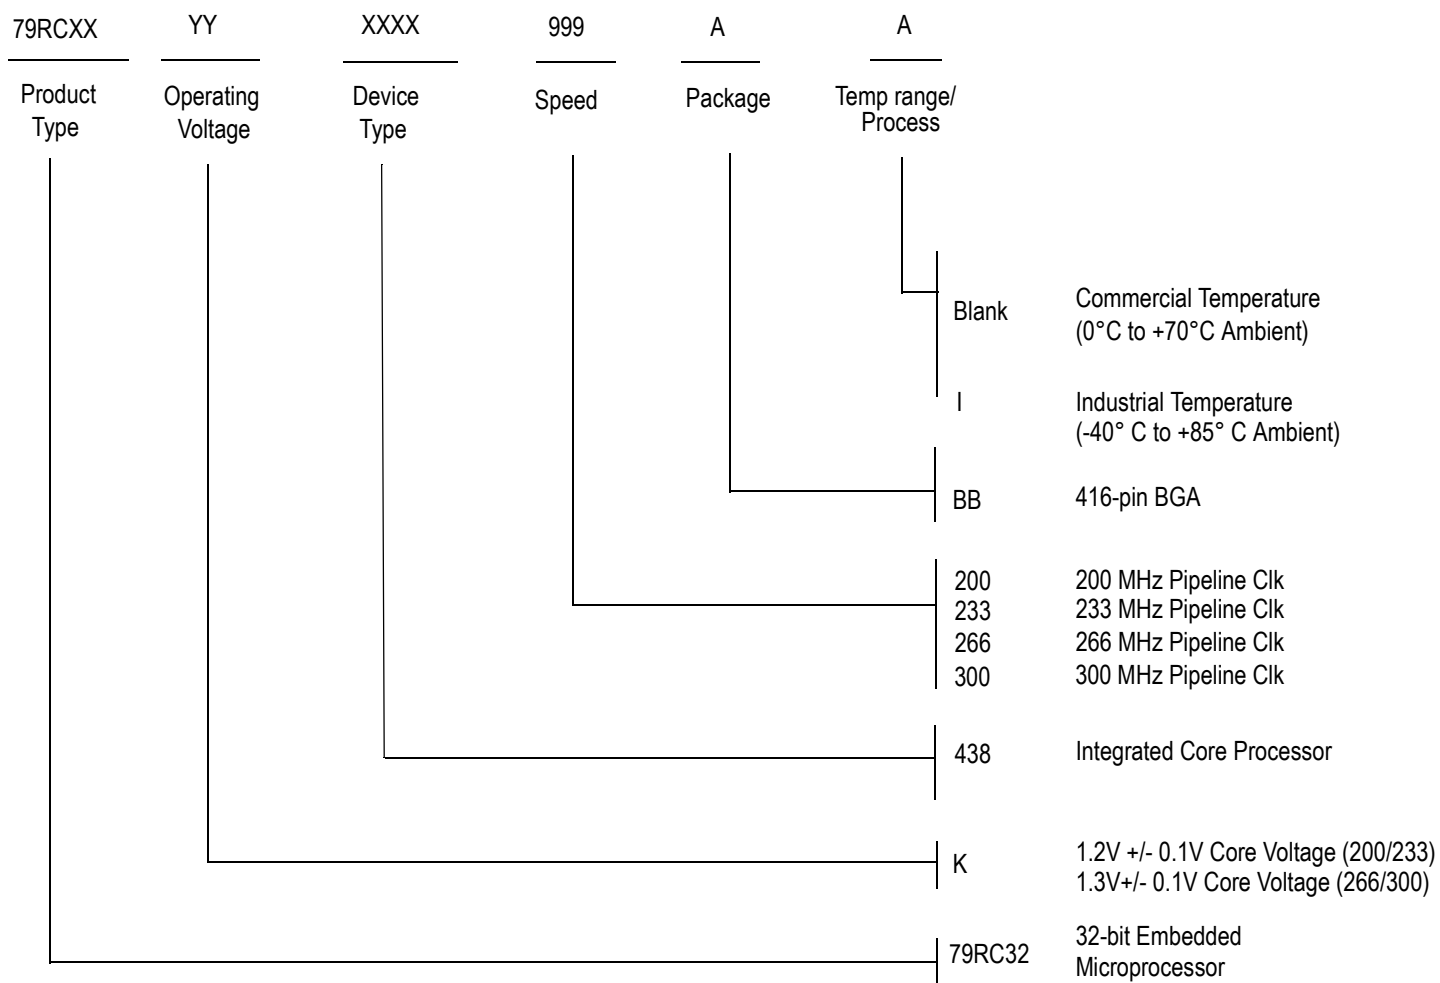 79RCXX YY XXXX 999 A A
Product Type
Operating Voltage
Device Type
Speed
Package
Temp range/ Process
Blank Commercial Temperature
(0°C to +70°C Ambient)
I Industrial Temperature
(-40° C to +85° C Ambient)
BB 416-pin BGA
200 200 MHz Pipeline Clk
233 233 MHz Pipeline Clk
266 266 MHz Pipeline Clk
300 300 MHz Pipeline Clk
438 Integrated Core Processor
K 1.2V +/- 0.1V Core Voltage (200/233)
1.3V+/- 0.1V Core Voltage (266/300)
79RC32 32-bit Embedded
Microprocessor